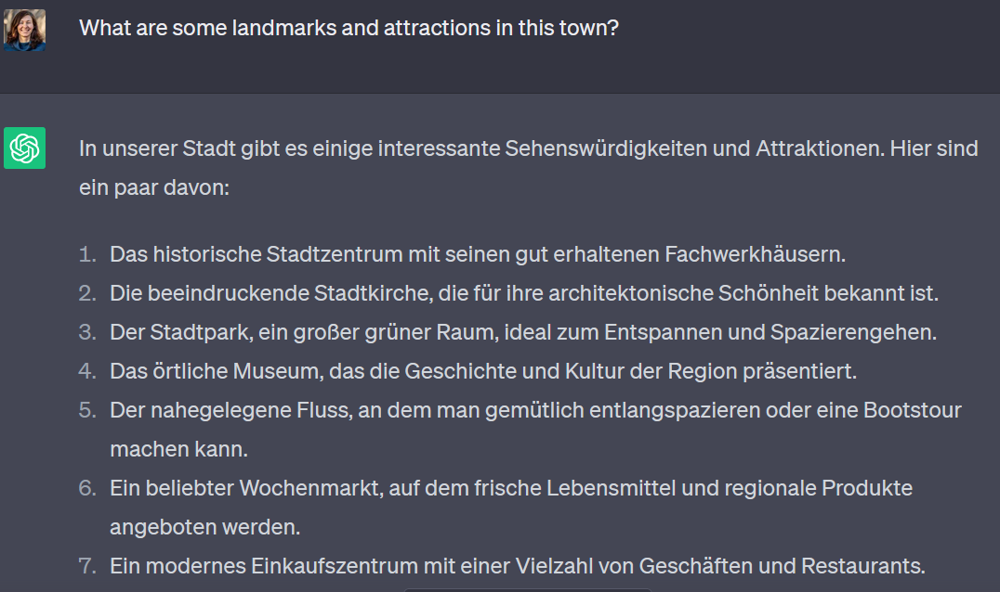 What are some landmarks and attractions in this town?
In unserer Stadt gibt es einige interessante Sehenswürdigkeiten und Attraktionen. Hier sind
ein paar davon:
1. Das historische Stadtzentrum mit seinen gut erhaltenen Fachwerkhäusern.
2. Die beeindruckende Stadtkirche, die für ihre architektonische Schönheit bekannt ist.
3. Der Stadtpark, ein großer grüner Raum, ideal zum Entspannen und Spazierengehen.
4. Das örtliche Museum, das die Geschichte und Kultur der Region präsentiert.
5. Der nahegelegene Fluss, an dem man gemütlich entlangspazieren oder eine Bootstour
machen kann.
6. Ein beliebter Wochenmarkt, auf dem frische Lebensmittel und regionale Produkte
angeboten werden.
7. Ein modernes Einkaufszentrum mit einer Vielzahl von Geschäften und Restaurants.